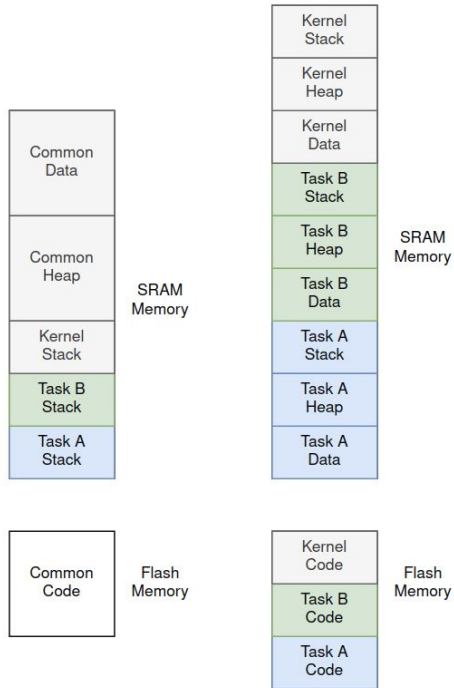 Common
Data
Common
Heap
Kernel
Stack
Task B
Stack
Task A
Stack
SRAM
Memory
Common
Code
Flash
Memory
Kernel
Stack
Kernel
Heap
Kernel
Data
Task B
Stack
Task B
Heap
Task B
Data
Task A
Stack
Task A
Heap
Task A
Data
SRAM
Memory
Kernel
Code
Task B
Code
Task A
Code
Flash
Memory